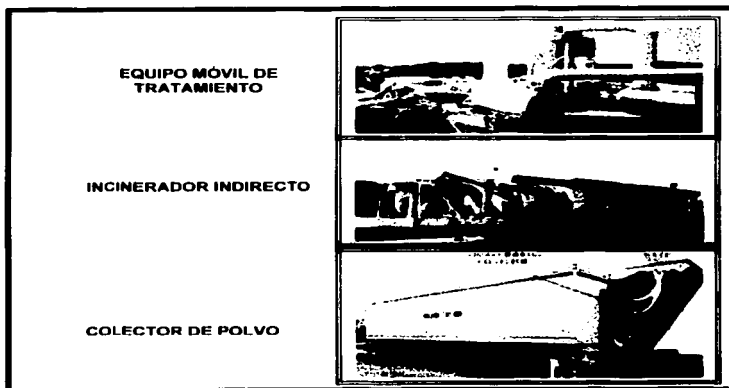 EQUIPO MÓVIL DE
TRATAMIENTO
INCINERADOR INDIRECTO
COLECTOR DE POLVO